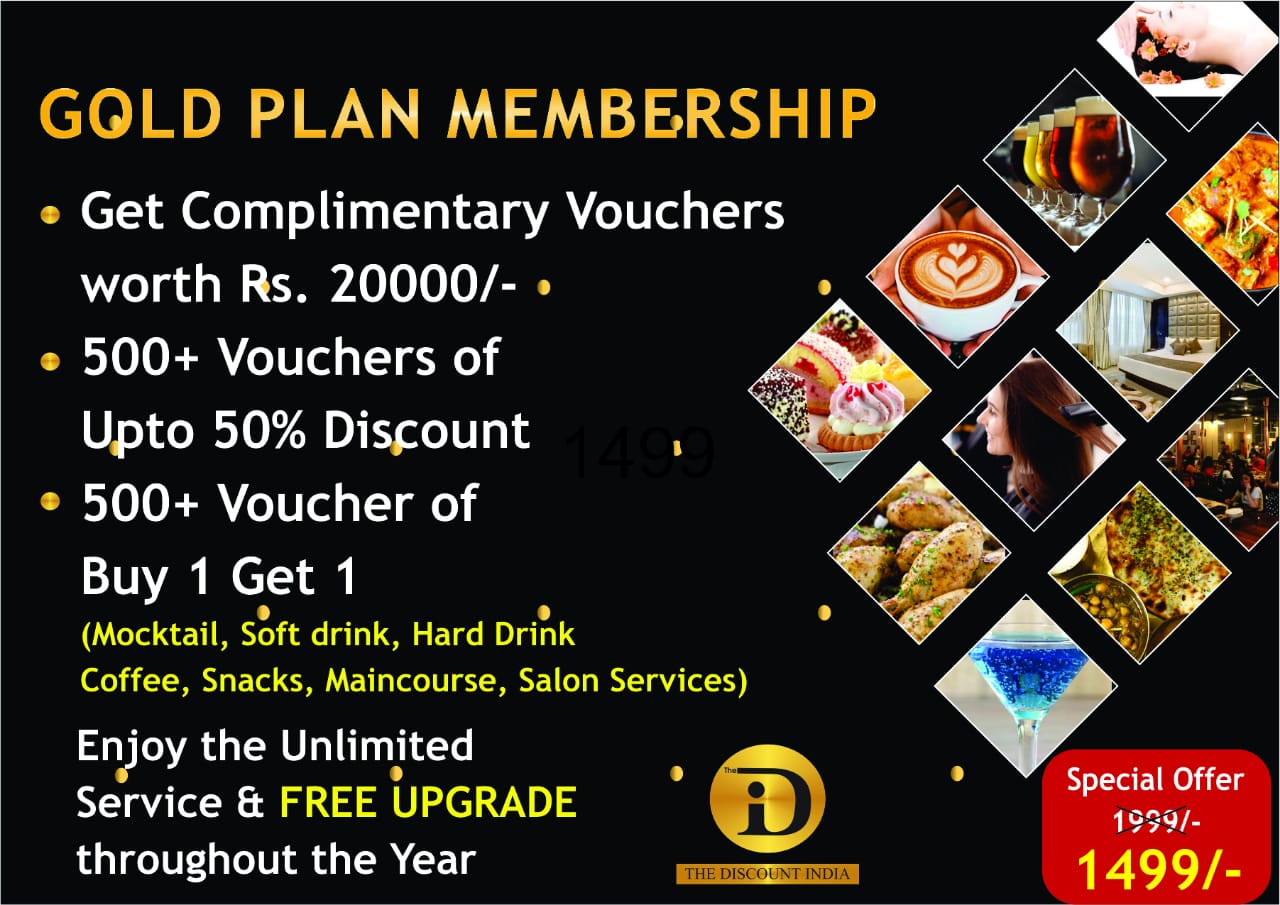 GOLD PLAN MEMBERSHIP
Get Complimentary Vouchers
worth Rs. 20000/-
500+ Vouchers of
Upto 50% Discount
1499
500+ Voucher of
Buy 1 Get 1
(Mocktail, Soft drink, Hard Drink
Coffee, Snacks, Maincourse, Salon Services)
Enjoy the Unlimited
Service & FREE UPGRADE
throughout the Year
The
iD
THE DISCOUNT INDIA
Special Offer
1999/-
1499/-